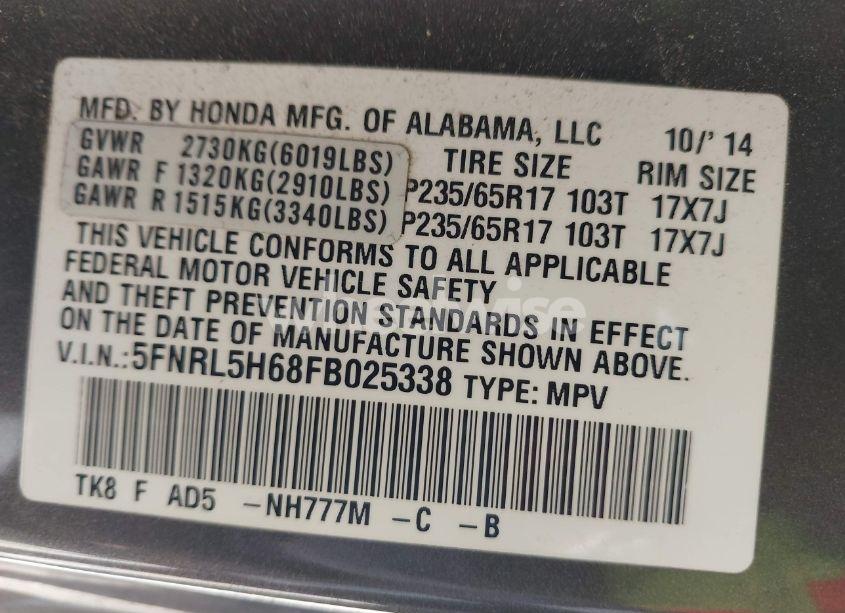 MFD. BY HONDA MFG. OF ALABAMA, LLC 10/'14
GVWR 2730KG(6019LBS) TIRE SIZE RIM SIZE
GAWR F 1320KG(2910LBS) P235/65R17 103T 17X7J
GAWR R 1515KG(3340LBS) P235/65R17 103T 17X7J
THIS VEHICLE CONFORMS TO ALL APPLICABLE
FEDERAL MOTOR VEHICLE SAFETY
AND THEFT PREVENTION STANDARDS IN EFFECT
ON THE DATE OF MANUFACTURE SHOWN ABOVE.
V.I.N.:5FNRL5H68FB025338 TYPE: MPV
TK8 F AD5 -NH777M -C -B